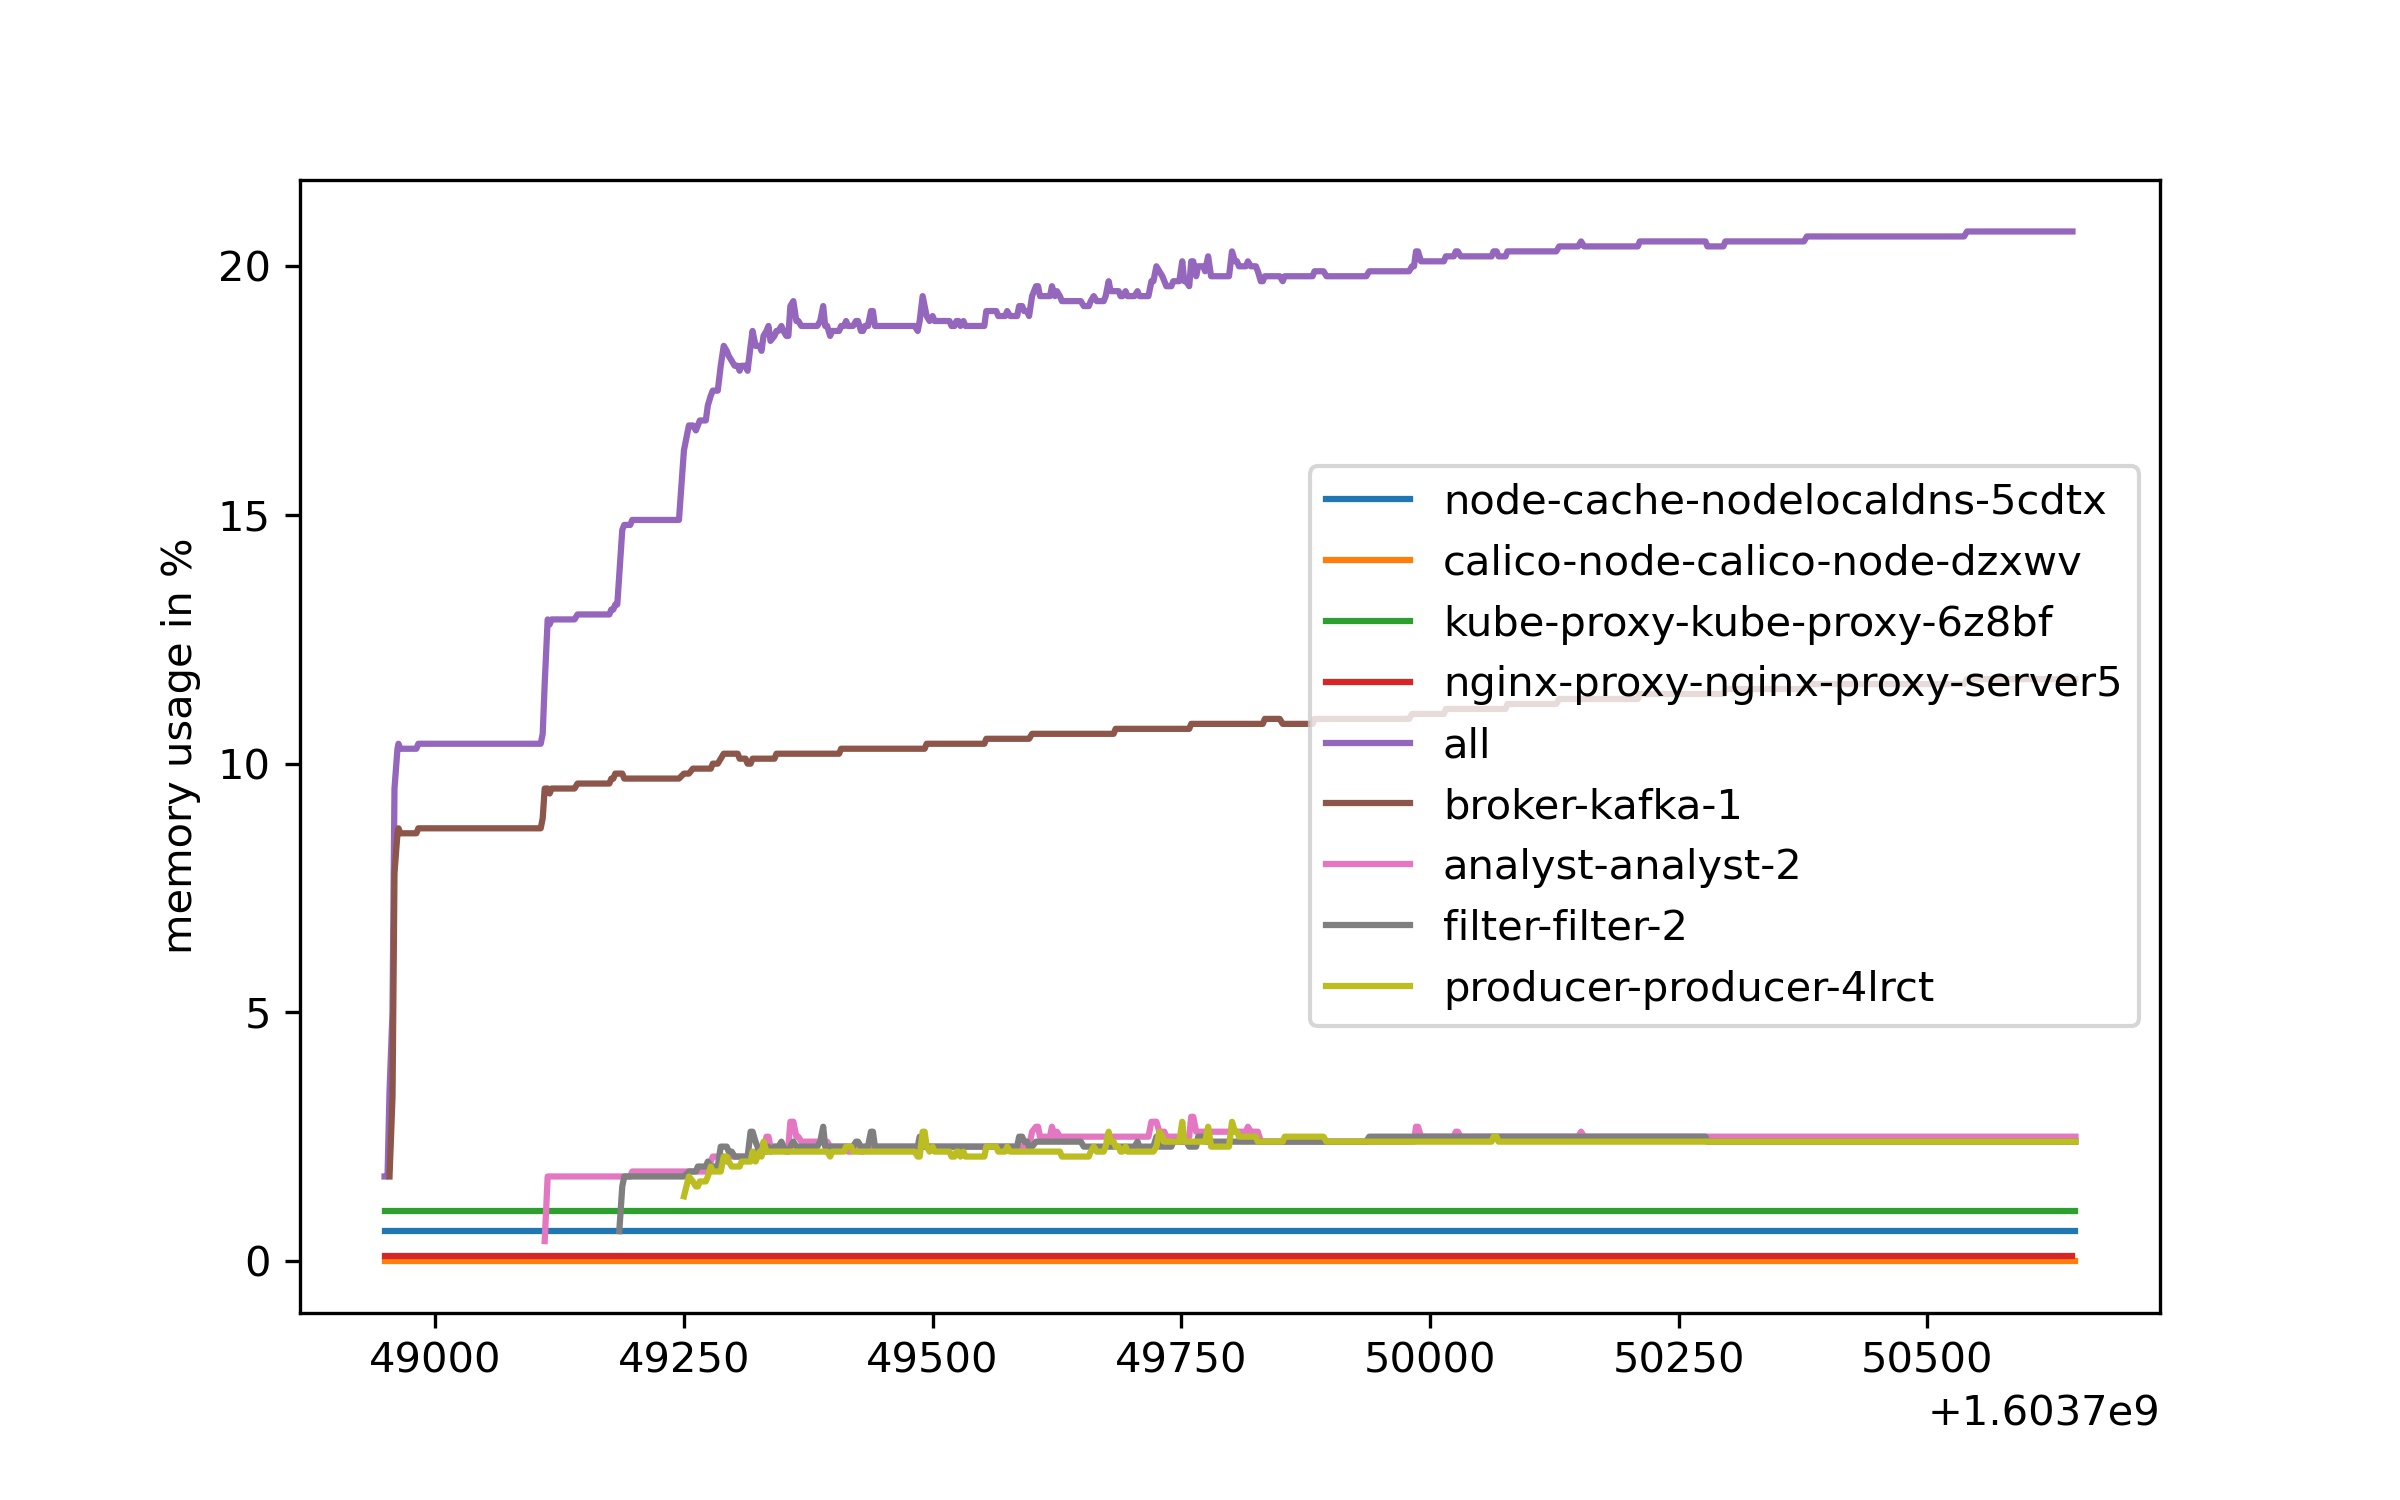 20
15
10
5
0
memory usage in %
node-cache-nodelocaldns-5cdtx
calico-node-calico-node-dzxwv
kube-proxy-kube-proxy-6z8bf
nginx-proxy-nginx-proxy-server5
all
broker-kafka-1
analyst-analyst-2
filter-filter-2
producer-producer-4lrct
49000 49250 49500 49750 50000 50250 50500
+1.6037e9